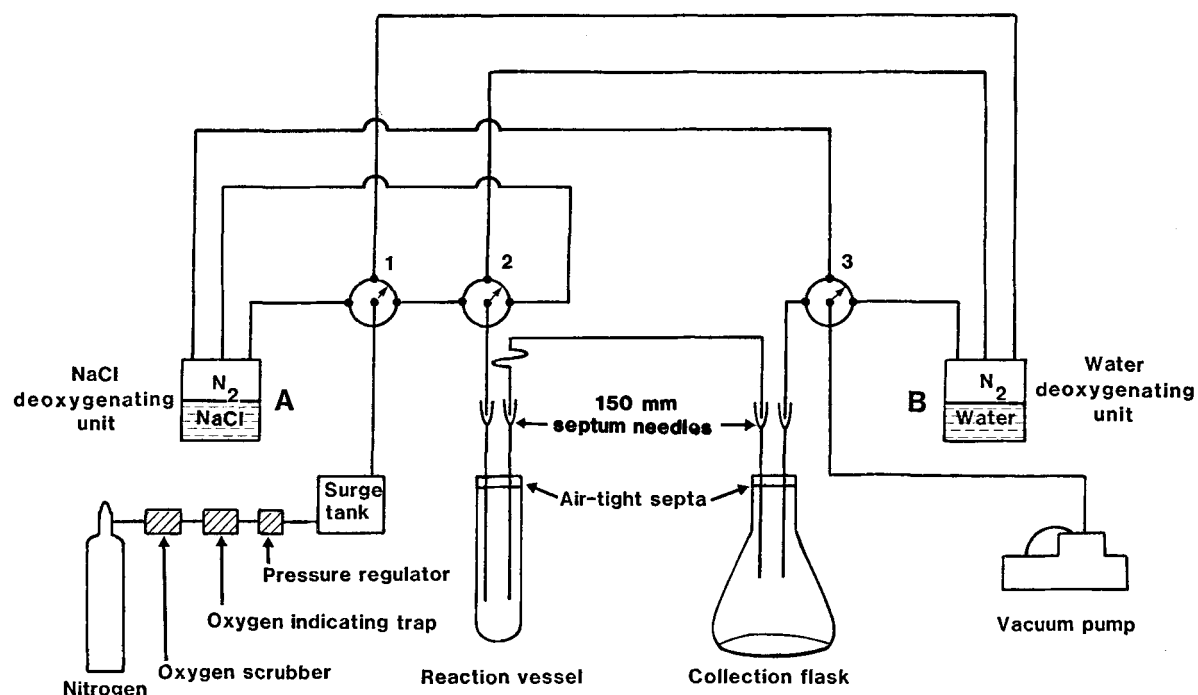 1
2
3
NaCl
deoxygenating
unit
N2
NaCl
A
B
N2
Water
Water
deoxygenating
unit
150 mm
septum needles
Air-tight septa
Surge
tank
Pressure regulator
Oxygen indicating trap
Oxygen scrubber
Nitrogen
Reaction vessel
Collection flask
Vacuum pump